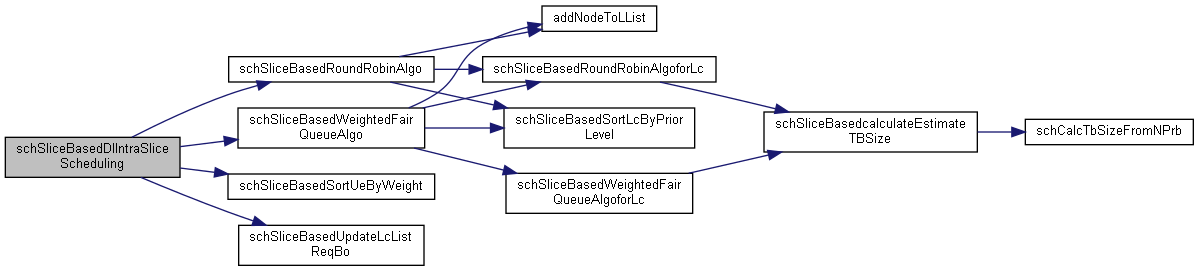 schSliceBasedDlIntraSlice
Scheduling
schSliceBasedRoundRobinAlgo
schSliceBasedWeightedFair
QueueAlgo
schSliceBasedSortUeByWeight
schSliceBasedUpdateLcList
ReqBo
addNodeToLList
schSliceBasedRoundRobinAlgoforLc
schSliceBasedSortLcByPrior
Level
schSliceBasedWeightedFair
QueueAlgoforLc
schSliceBasedcalculateEstimate
TBSize
schCalcTbSizeFromNPrb